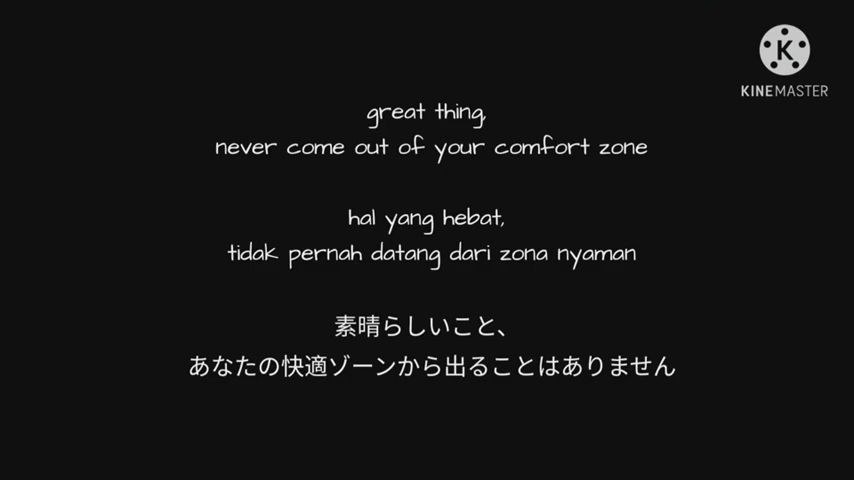 KINEMASTER
great thing,
never come out of your comfort zone
hal yang hebat,
tidak pernah datang dari zona nyaman
素晴らしいこと、
あなたの快適ゾーンから出ることはありません